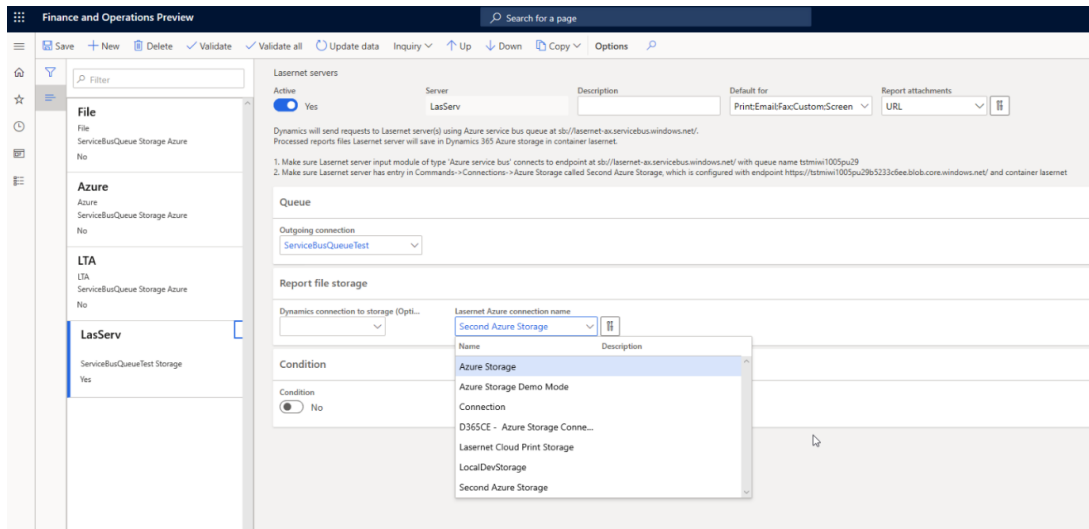 Finance and Operations Preview
Search for a page
Save New Delete Validate Validate all Update data Inquiry Up Down Copy Options
Filter
File
File
ServiceBusQueue Storage Azure
No
Azure
Azure
ServiceBusQueue Storage Azure
No
LTA
LTA
ServiceBusQueue Storage Azure
No
LasServ
ServiceBusQueueTest Storage
Yes
Lasernet servers
Active Server Description Default for Report attachments
Yes LasServ Print;Email;Fax;Custom;Screen URL
Dynamics will send requests to Lasernet server(s) using Azure service bus queue at sb://lasernet-ax.servicebus.windows.net/.
Processed reports files Lasernet server will save in Dynamics 365 Azure storage in container lasernet.
1. Make sure Lasernet server input module of type 'Azure service bus' connects to endpoint at sb://lasernet-ax.servicebus.windows.net/ with queue name tstmiwi1005pu29
2. Make sure Lasernet server has entry in Commands->Connections->Azure Storage called Second Azure Storage, which is configured with endpoint https://tstmiwi1005pu29b5233c6ee.blob.core.windows.net/ and container lasernet
Queue
Outgoing connection
ServiceBusQueueTest
Report file storage
Dynamics connection to storage (Opti... Lasernet Azure connection name
Second Azure Storage
Name Description
Azure Storage
Azure Storage Demo Mode
Connection
D365CE - Azure Storage Conne...
Lasernet Cloud Print Storage
LocalDevStorage
Second Azure Storage
Condition
Condition
No